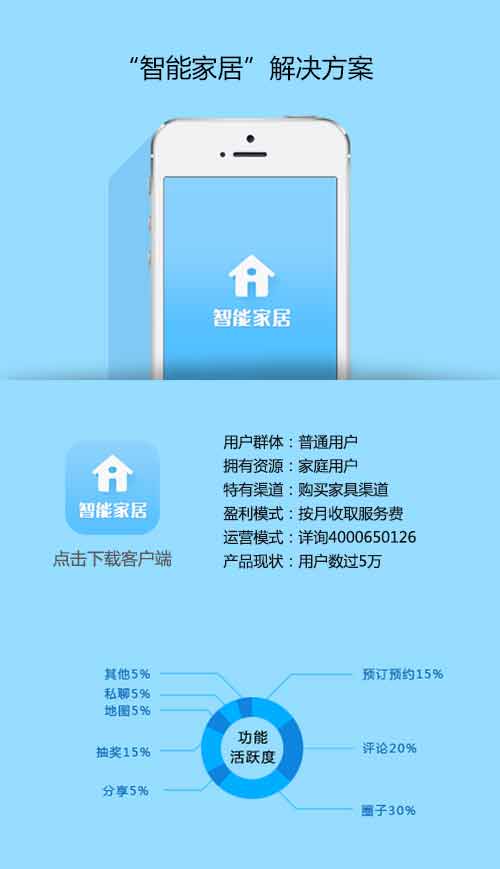 “智能家居”解决方案
智能家居
智能家居
点击下载客户端
用户群体：普通用户
拥有资源：家庭用户
特有渠道：购买家具渠道
盈利模式：按月收取服务费
运营模式：详询4000650126
产品现状：用户数过5万
其他5%
私聊5%
地图5%
抽奖15%
分享5%
功能
活跃度
预订预约15%
评论20%
圈子30%